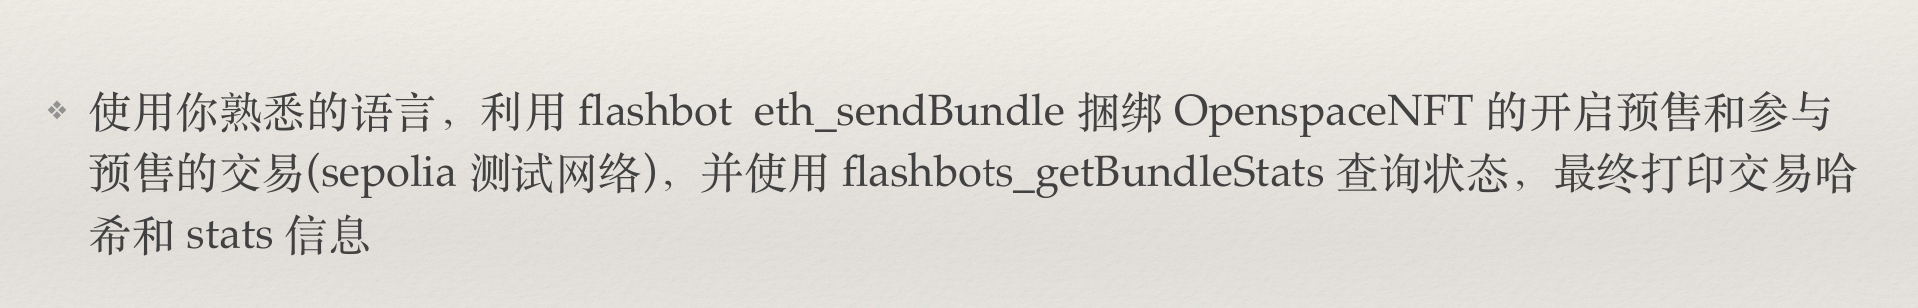 使用你熟悉的语言，利用 flashbot eth_sendBundle 捆绑 OpenspaceNFT 的开启预售和参与
预售的交易(sepolia 测试网络)，并使用 flashbots_getBundleStats 查询状态，最终打印交易哈
希和 stats 信息